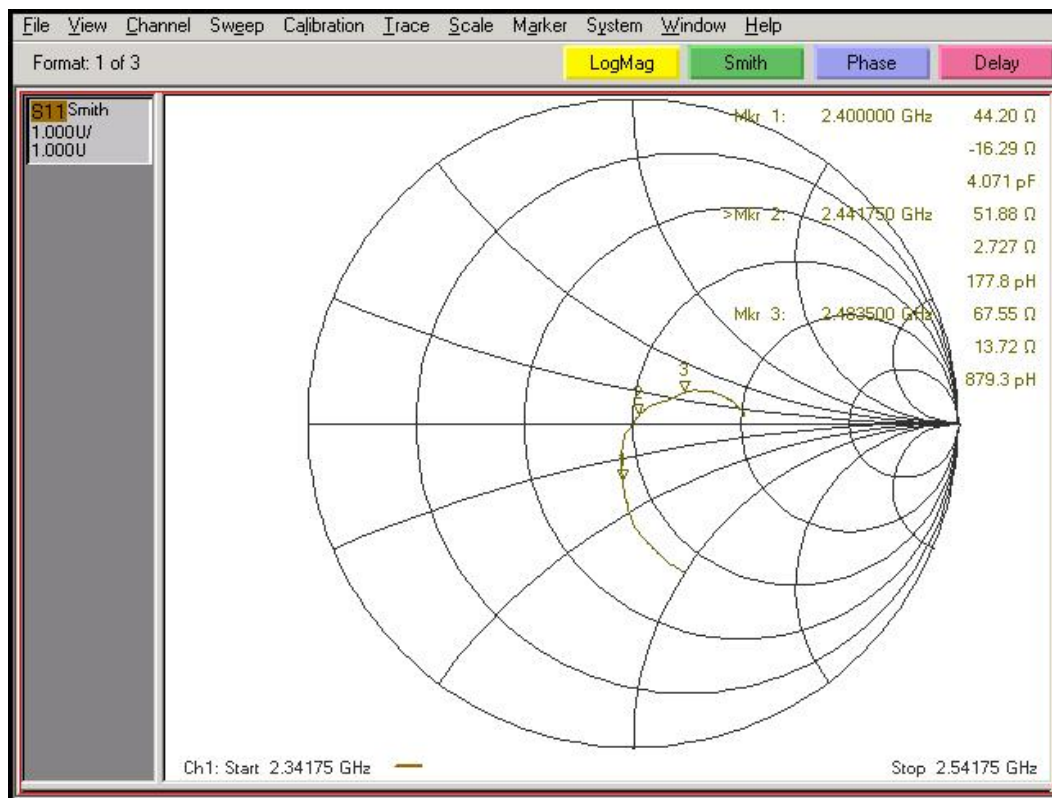 File View Channel Sweep Calibration Trace Scale Marker System Window Help
Format: 1 of 3 LogMag Smith Phase Delay
S11 Smith
1.000U/
1.000U
Mkr 1: 2.400000 GHz 44.20 Ω
-16.29 Ω
4.071 pF
>Mkr 2: 2.441750 GHz 51.88 Ω
2.727 Ω
177.8 pH
Mkr 3: 2.483500 GHz 67.55 Ω
13.72 Ω
879.3 pH
3
2
1
Ch1: Start 2.34175 GHz Stop 2.54175 GHz